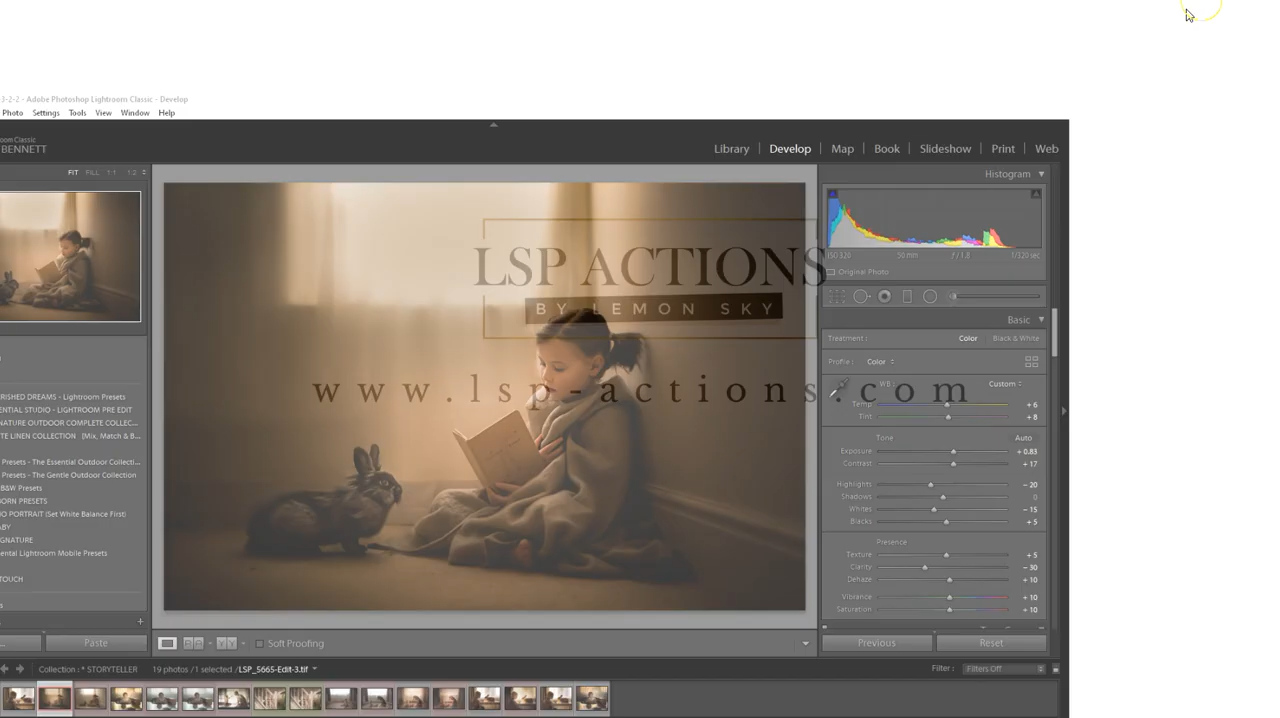 3-2-2 - Adobe Photoshop Lightroom Classic - Develop
Photo Settings Tools View Window Help
oom Classic
BENNETT
Library | Develop | Map | Book | Slideshow | Print | Web
FIT FILL 1:1 1:2
Histogram
ISO 320 50 mm ƒ / 1.8 1/320 sec
Original Photo
LSP ACTIONS
BY LEMON SKY
www.lsp-actions.com
Basic
Treatment : Color Black & White
Profile : Color
WB : Custom
Temp + 6
Tint + 8
Tone Auto
Exposure + 0.83
Contrast + 17
Highlights − 20
Shadows 0
Whites − 15
Blacks + 5
Presence
Texture + 5
Clarity − 30
Dehaze + 10
Vibrance + 10
Saturation + 10
RISHED DREAMS - Lightroom Presets
ENTIAL STUDIO - LIGHTROOM PRE EDIT
NATURE OUTDOOR COMPLETE COLLEC...
TE LINEN COLLECTION (Mix, Match & B...
Presets - The Essential Outdoor Collecti...
Presets - The Gentle Outdoor Collection
B&W Presets
ORN PRESETS
O PORTRAIT (Set White Balance First)
ABY
GNATURE
ental Lightroom Mobile Presets
TOUCH
s
... Paste
Soft Proofing
Previous Reset
Collection : * STORYTELLER 19 photos / 1 selected / LSP_5665-Edit-3.tif
Filter : Filters Off